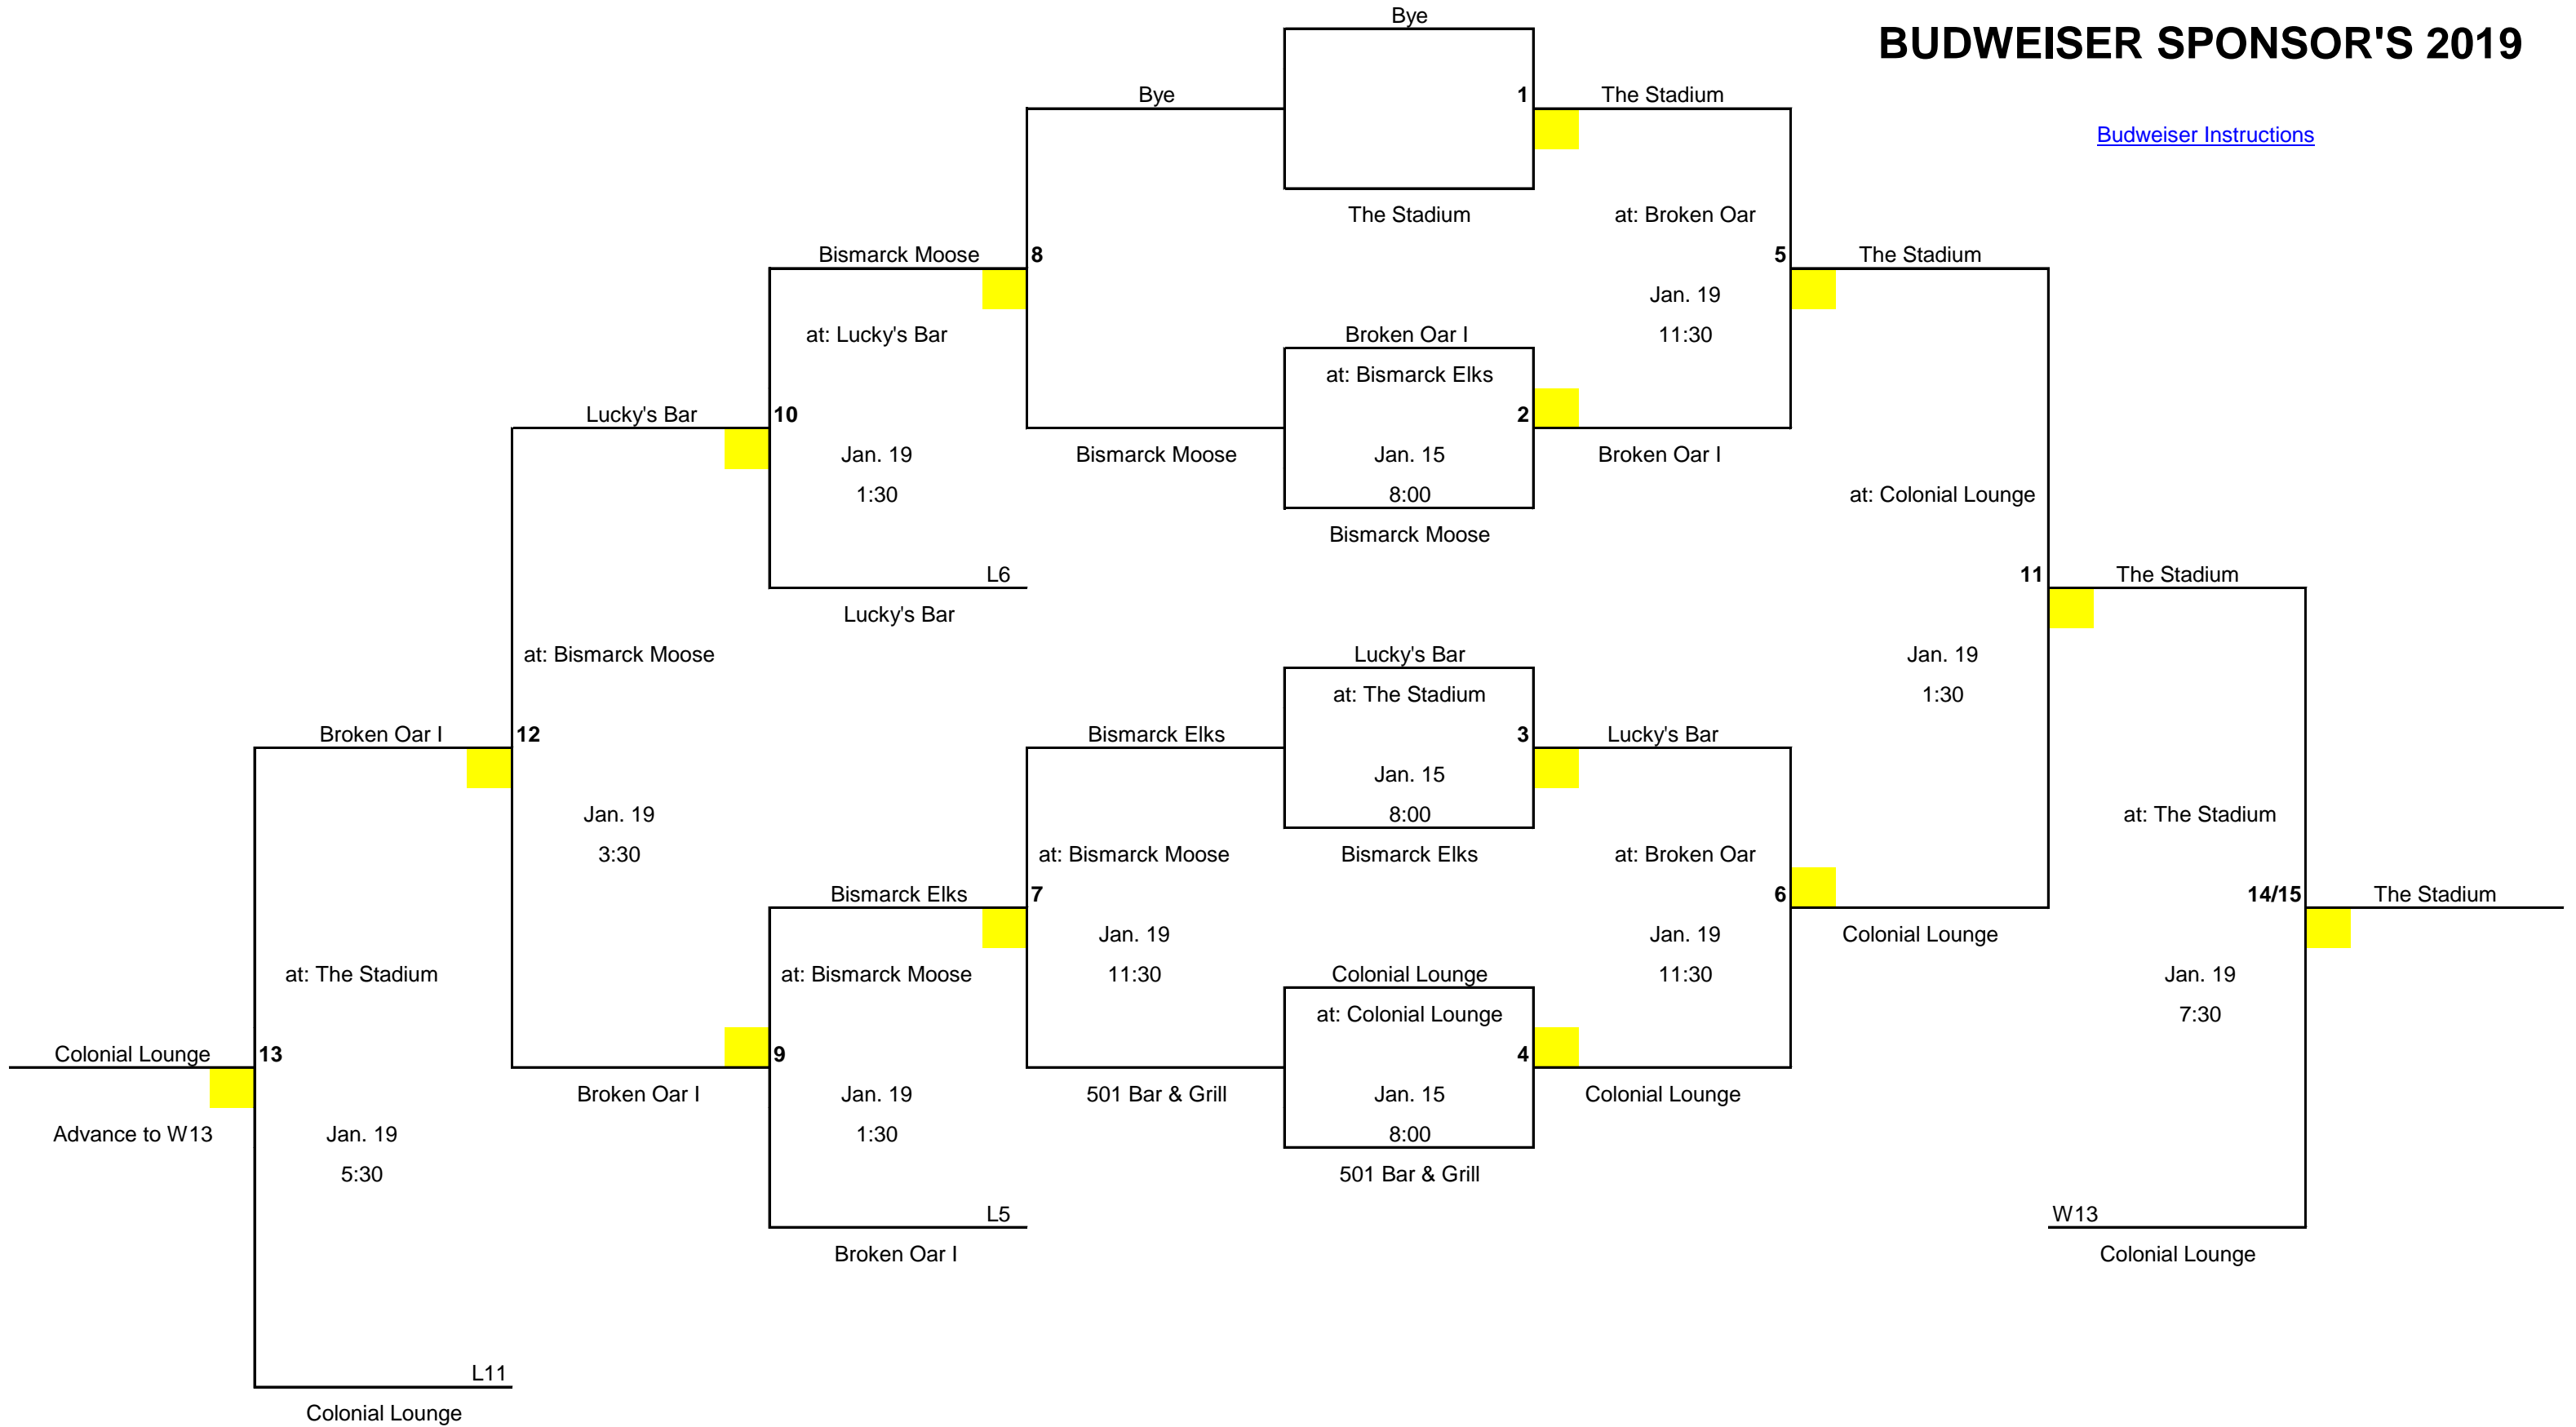 Bye
BUDWEISER SPONSOR'S 2019
Bye
1
The Stadium
Budweiser Instructions
The Stadium
at: Broken Oar
Bismarck Moose
8
5
The Stadium
Jan. 19
at: Lucky's Bar
Broken Oar I
11:30
at: Bismarck Elks
Lucky's Bar
10
2
Jan. 19
Bismarck Moose
Jan. 15
Broken Oar I
1:30
8:00
at: Colonial Lounge
Bismarck Moose
L6
11
The Stadium
Lucky's Bar
at: Bismarck Moose
Lucky's Bar
Jan. 19
at: The Stadium
1:30
Broken Oar I
12
Bismarck Elks
3
Lucky's Bar
Jan. 15
Jan. 19
8:00
at: The Stadium
3:30
at: Bismarck Moose
Bismarck Elks
at: Broken Oar
Bismarck Elks
7
6
14/15
The Stadium
Jan. 19
Jan. 19
Colonial Lounge
at: The Stadium
at: Bismarck Moose
11:30
Colonial Lounge
11:30
Jan. 19
at: Colonial Lounge
7:30
Colonial Lounge
13
9
4
Broken Oar I
Jan. 19
501 Bar & Grill
Jan. 15
Colonial Lounge
Advance to W13
Jan. 19
1:30
8:00
5:30
501 Bar & Grill
L5
W13
Broken Oar I
Colonial Lounge
L11
Colonial Lounge